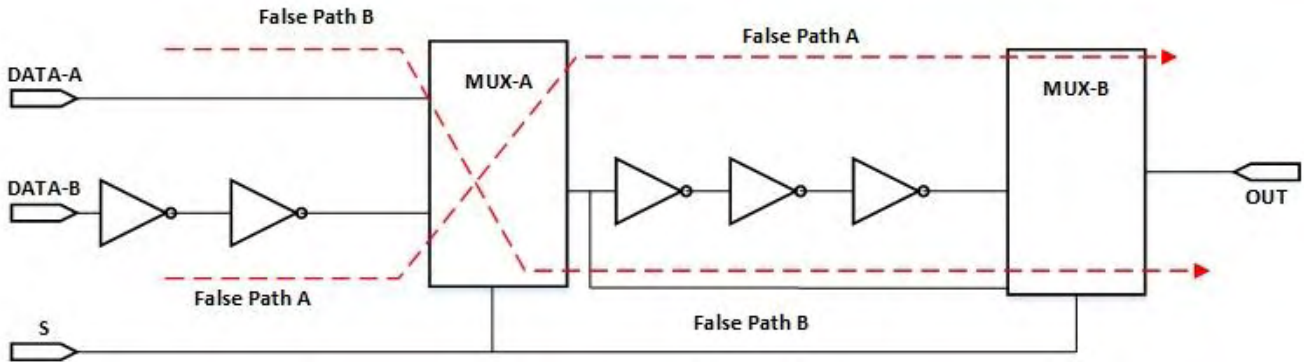 False Path B
False Path A
DATA-A
MUX-A
MUX-B
DATA-B
OUT
False Path A
S
False Path B